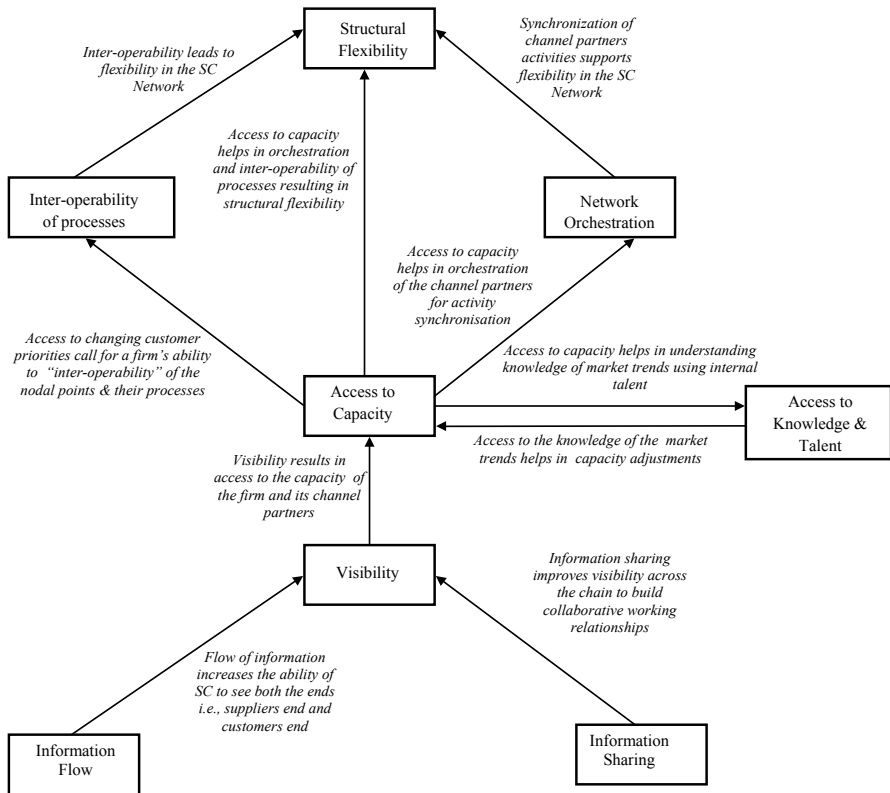 Structural
Flexibility
Inter-operability leads to
flexibility in the SC
Network
Synchronization of
channel partners
activities supports
flexibility in the SC
Network
Access to capacity
helps in orchestration
and inter-operability of
processes resulting in
structural flexibility
Inter-operability
of processes
Network
Orchestration
Access to capacity
helps in orchestration
of the channel partners
for activity
synchronisation
Access to changing customer
priorities call for a firm’s ability
to “inter-operability” of the
nodal points & their processes
Access to capacity helps in understanding
knowledge of market trends using internal
talent
Access to
Capacity
Access to
Knowledge &
Talent
Access to the knowledge of the market
trends helps in capacity adjustments
Visibility results in
access to the capacity of
the firm and its channel
partners
Visibility
Information sharing
improves visibility across
the chain to build
collaborative working
relationships
Flow of information
increases the ability of
SC to see both the ends
i.e., suppliers end and
customers end
Information
Flow
Information
Sharing